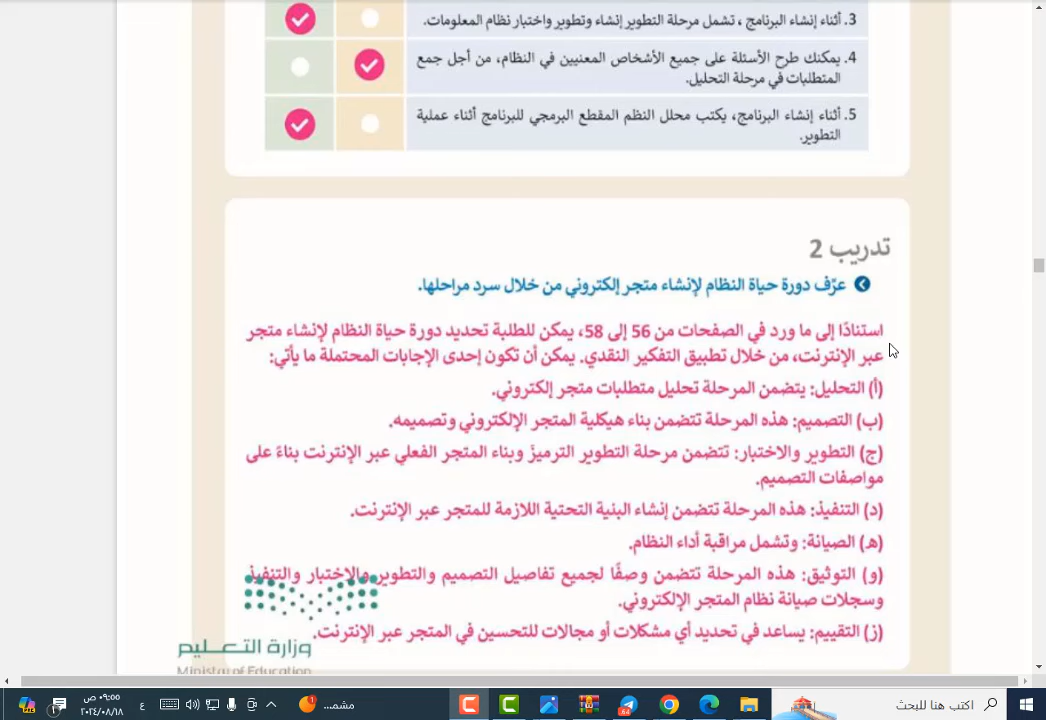 3. أثناء إنشاء البرنامج ، تشمل مرحلة التطوير إنشاء وتطوير واختبار نظام المعلومات.
4. يمكنك طرح الأسئلة على جميع الأشخاص المعنيين في النظام، من أجل جمع
المتطلبات في مرحلة التحليل.
5. أثناء إنشاء البرنامج، يكتب محلل النظم المقطع البرمجي للبرنامج أثناء عملية
التطوير.
تدريب 2
عرّف دورة حياة النظام لإنشاء متجر إلكتروني من خلال سرد مراحلها.
استنادًا إلى ما ورد في الصفحات من 56 إلى 58، يمكن للطلبة تحديد دورة حياة النظام لإنشاء متجر
عبر الإنترنت، من خلال تطبيق التفكير النقدي. يمكن أن تكون إحدى الإجابات المحتملة ما يأتي:
(أ) التحليل: يتضمن المرحلة تحليل متطلبات متجر إلكتروني.
(ب) التصميم: هذه المرحلة تتضمن بناء هيكلية المتجر الإلكتروني وتصميمه.
(ج) التطوير والاختبار: تتضمن مرحلة التطوير الترميزً وبناء المتجر الفعلي عبر الإنترنت بناءً على
مواصفات التصميم.
(د) التنفيذ: هذه المرحلة تتضمن إنشاء البنية التحتية اللازمة للمتجر عبر الإنترنت.
(هـ) الصيانة: وتشمل مراقبة أداء النظام.
(و) التوثيق: هذه المرحلة تتضمن وصفًا لجميع تفاصيل التصميم والتطوير والاختبار والتنفيذ
وسجلات صيانة نظام المتجر الإلكتروني.
(ز) التقييم: يساعد في تحديد أي مشكلات أو مجالات للتحسين في المتجر عبر الإنترنت.
وزارة التعليم
Ministry of Education
اكتب هنا للبحث
64
مشمـ...
1
ع
٠٩:٥٥ ص
٢٠٢٤/٠٨/١٨
1